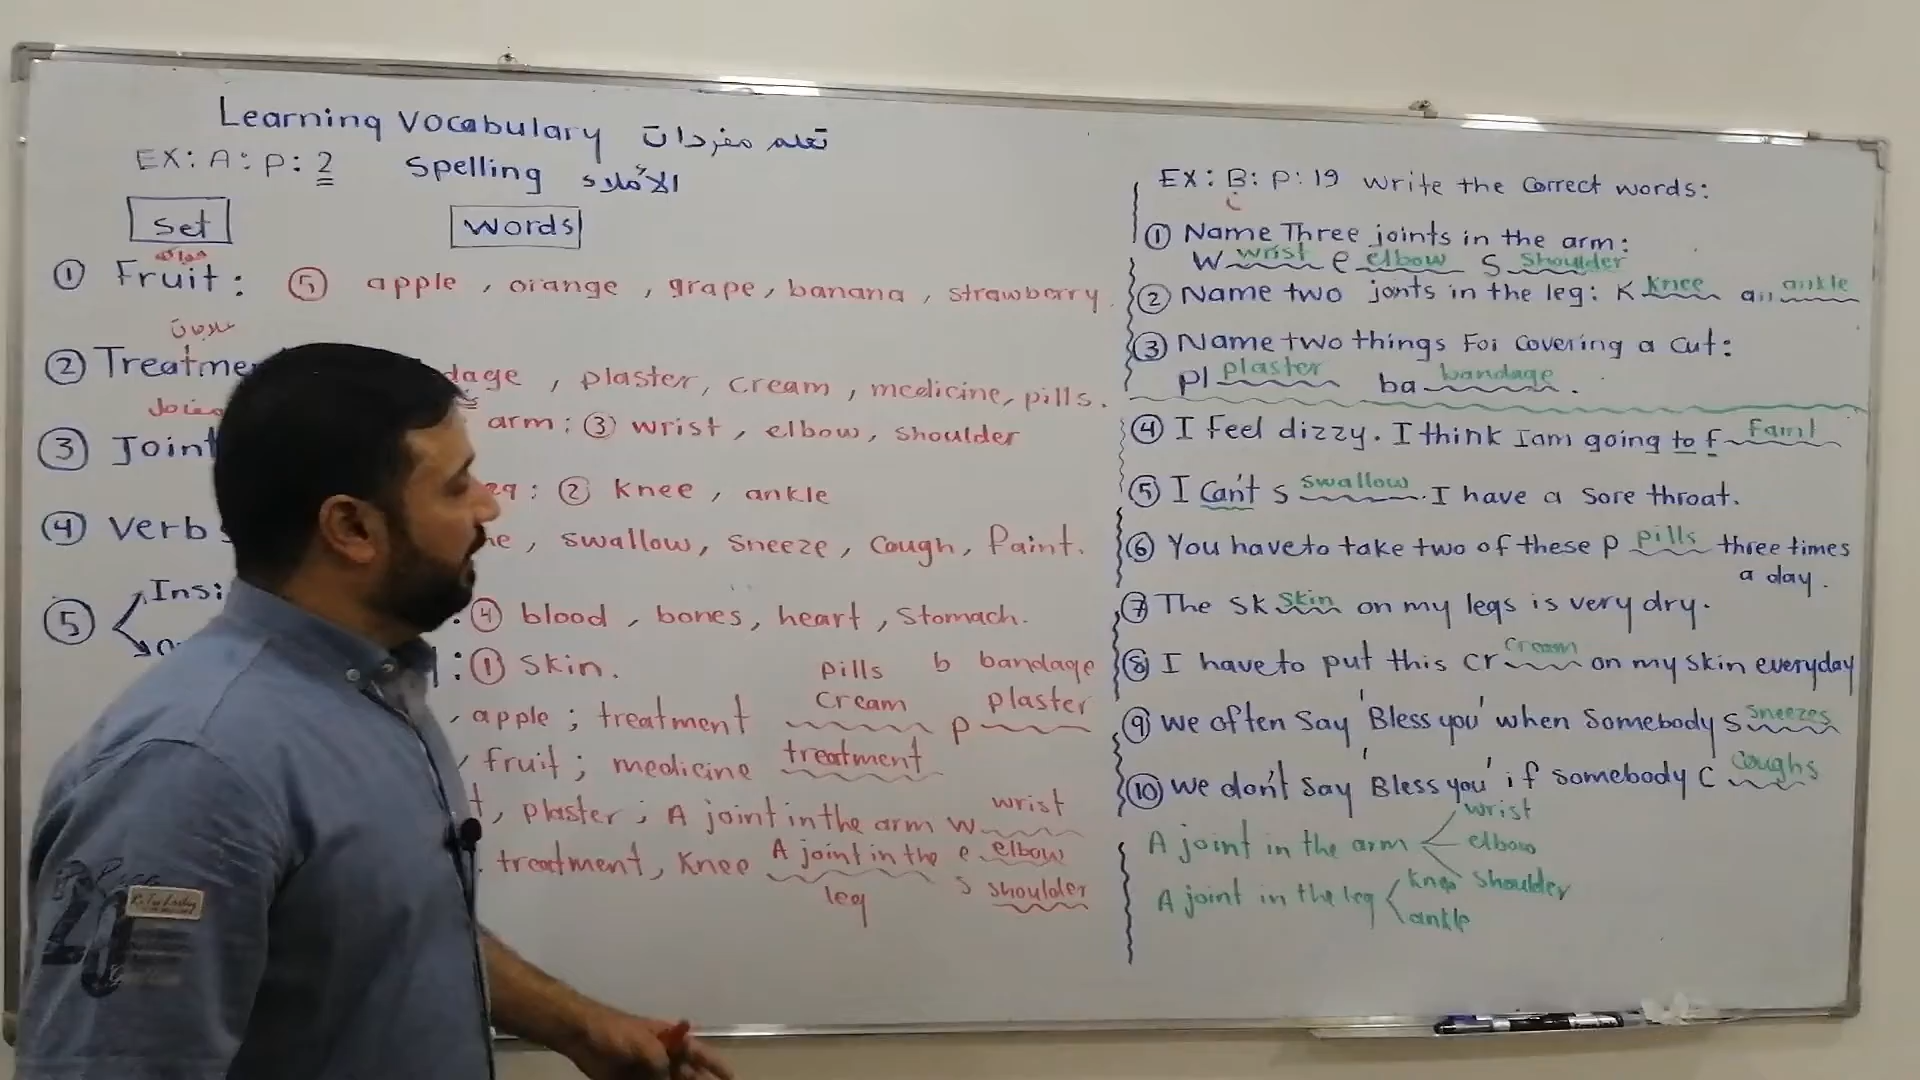 Learning Vocabulary تعلم مفردات
EX: A: P: 2 Spelling الأملاء
Set Words
فواكه
① Fruit: ⑤ apple, orange, grape, banana, strawberry.
علاجات
② Treatme dage, plaster, cream, medicine, pills.
③ Joint arm: ③ wrist, elbow, shoulder
eg: ② knee, ankle
④ Verb he, swallow, sneeze, cough, faint.
⑤ Insi : ④ blood, bones, heart, stomach.
: ① skin.
pills b bandage
, apple ; treatment cream p plaster
, fruit ; medicine treatment
t, plaster ; A joint in the arm w wrist
. treatment, knee A joint in the e elbow
leg s shoulder
EX: B: P: 19 write the correct words:
① Name Three joints in the arm:
W wrist e elbow S shoulder
② Name two jonts in the leg: K knee an ankle
③ Name two things For covering a cut:
pl plaster ba bandage.
④ I feel dizzy. I think Iam going to f faint
⑤ I Can't s swallow. I have a sore throat.
⑥ You have to take two of these p pills three times
a day.
⑦ The sk skin on my legs is very dry.
⑧ I have to put this cr cream on my skin everyday
⑨ we often say 'Bless you' when somebody S sneezes
⑩ we don't say 'Bless you' if somebody C coughs
A joint in the arm wrist
elbow
shoulder
A joint in the leg knee
ankle